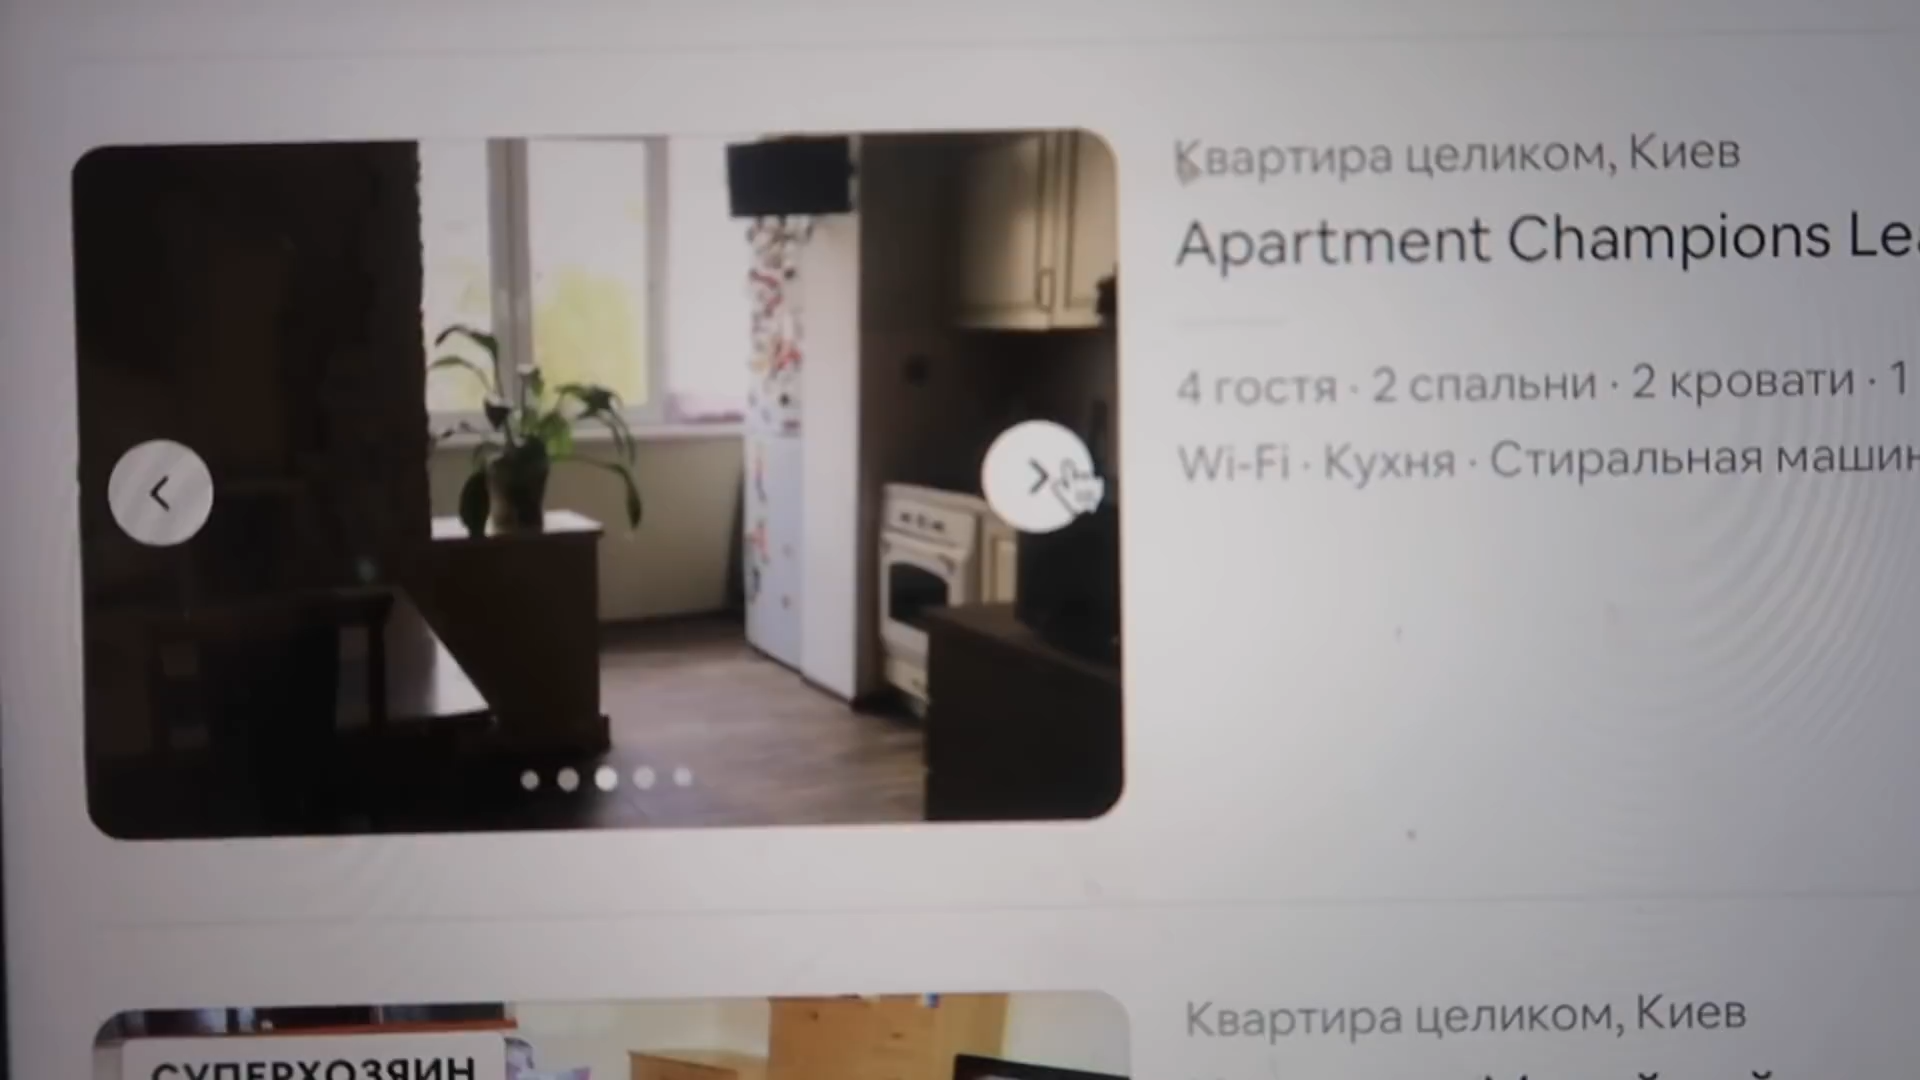 Квартира целиком, Киев
Apartment Champions
4 гостя · 2 спальни · 2 кровати · 1
Wi-Fi · Кухня · Стиральная
Квартира целиком, Киев
СУПЕРХОЗЯИН